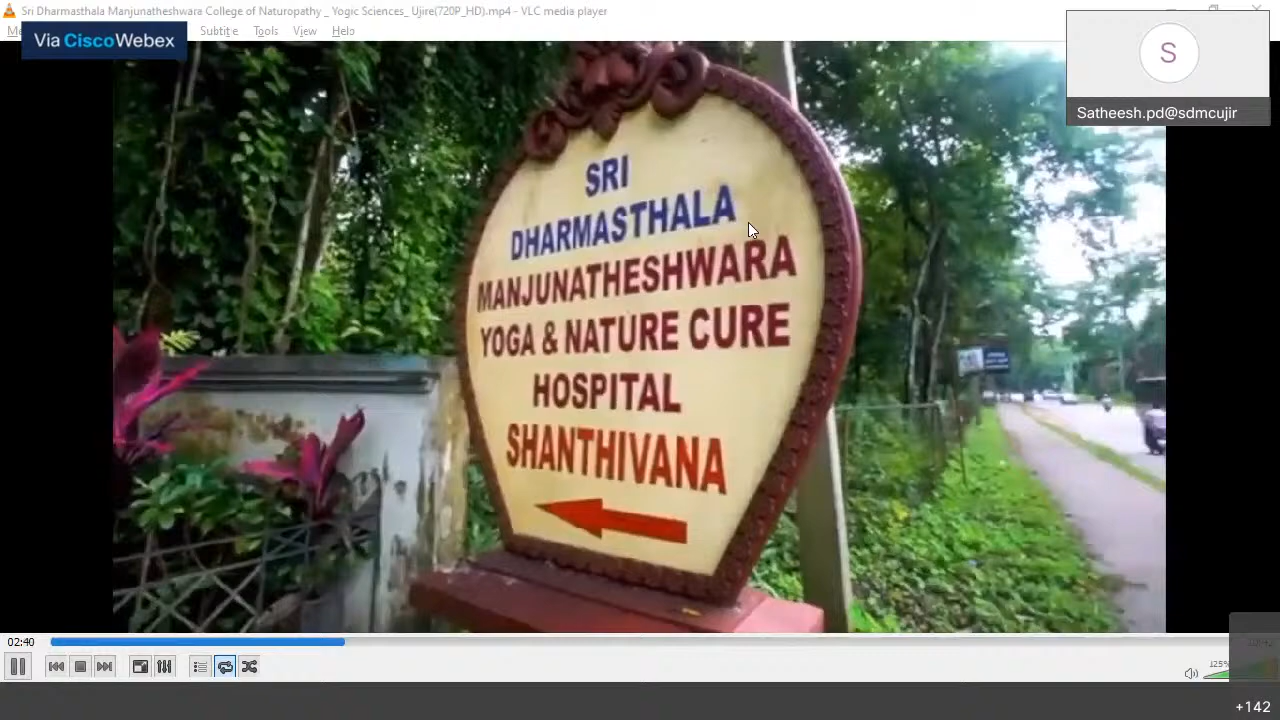 Sri Dharmasthala Manjunatheshwara College of Naturopathy _ Yogic Sciences_ Ujire(720P_HD).mp4 - VLC media player
Subtitle Tools View Help
Via CiscoWebex
S
Satheesh.pd@sdmcujir
SRI
DHARMASTHALA
MANJUNATHESHWARA
YOGA & NATURE CURE
HOSPITAL
SHANTHIVANA
02:40
125%
+142